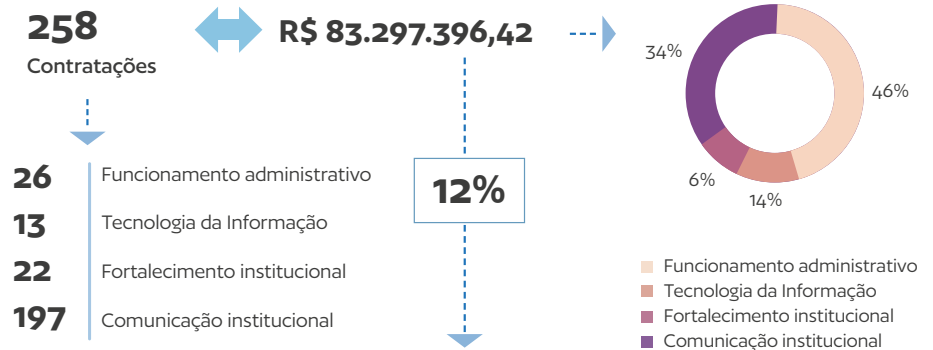 258
Contratações
R$ 83.297.396,42
26 Funcionamento administrativo
13 Tecnologia da Informação
22 Fortalecimento institucional
197 Comunicação institucional
12%
34%
46%
6%
14%
Funcionamento administrativo
Tecnologia da Informação
Fortalecimento institucional
Comunicação institucional